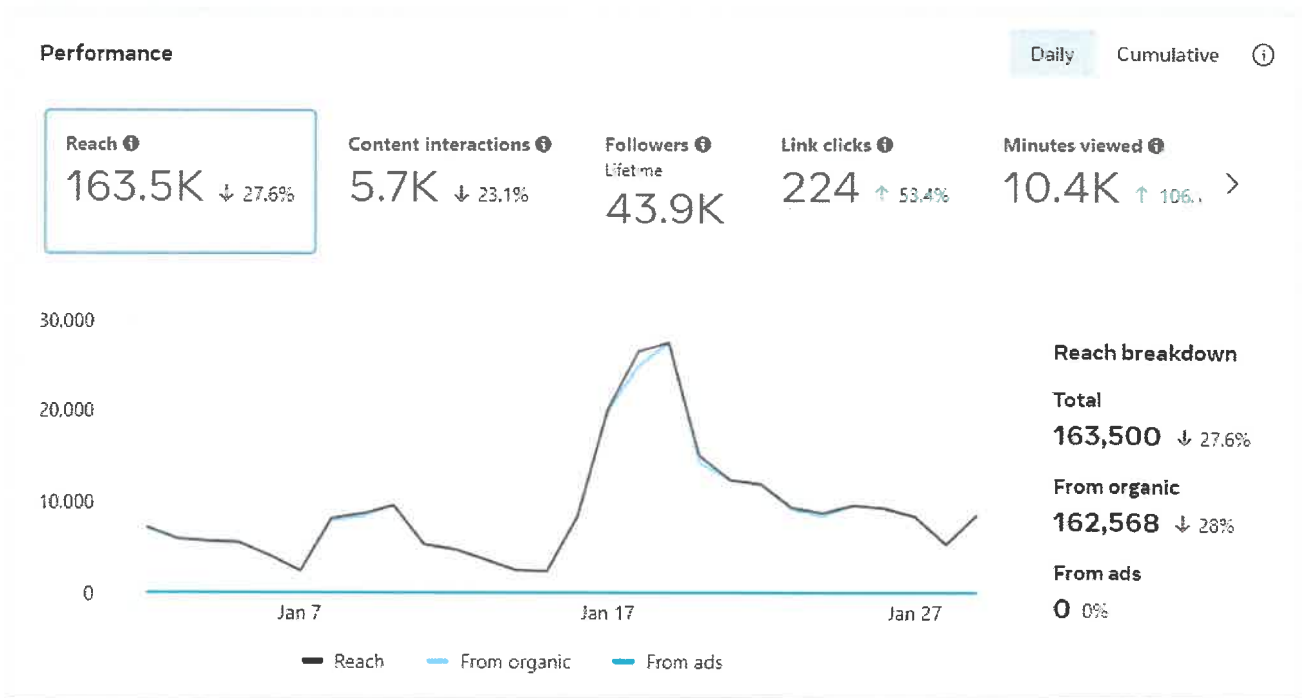 Performance
Daily Cumulative
Reach
163.5K ↓ 27.6%
Content interactions
5.7K ↓ 23.1%
Followers
Lifetime
43.9K
Link clicks
224 ↑ 53.4%
Minutes viewed
10.4K ↑ 106..
30,000
20,000
10,000
0
Jan 7
Jan 17
Jan 27
Reach From organic From ads
Reach breakdown
Total
163,500 ↓ 27.6%
From organic
162,568 ↓ 28%
From ads
0 0%